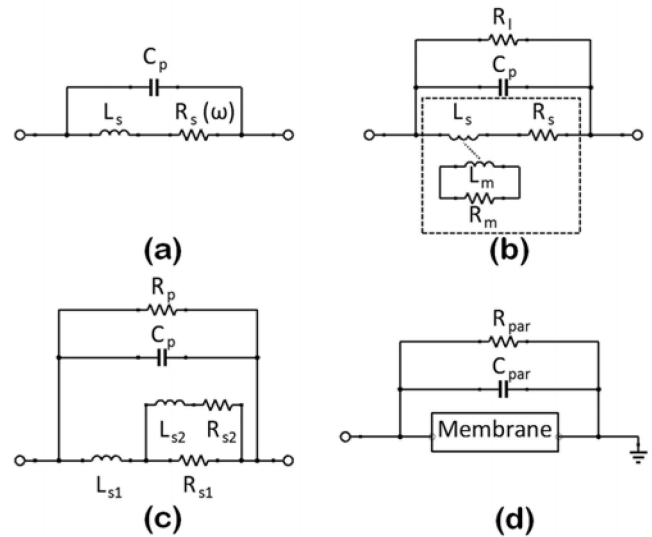 C_p
L_s R_s (ω)
(a)
R_l
C_p
L_s R_s
L_m
R_m
(b)
R_p
C_p
L_s2 R_s2
L_s1 R_s1
(c)
R_par
C_par
Membrane
(d)